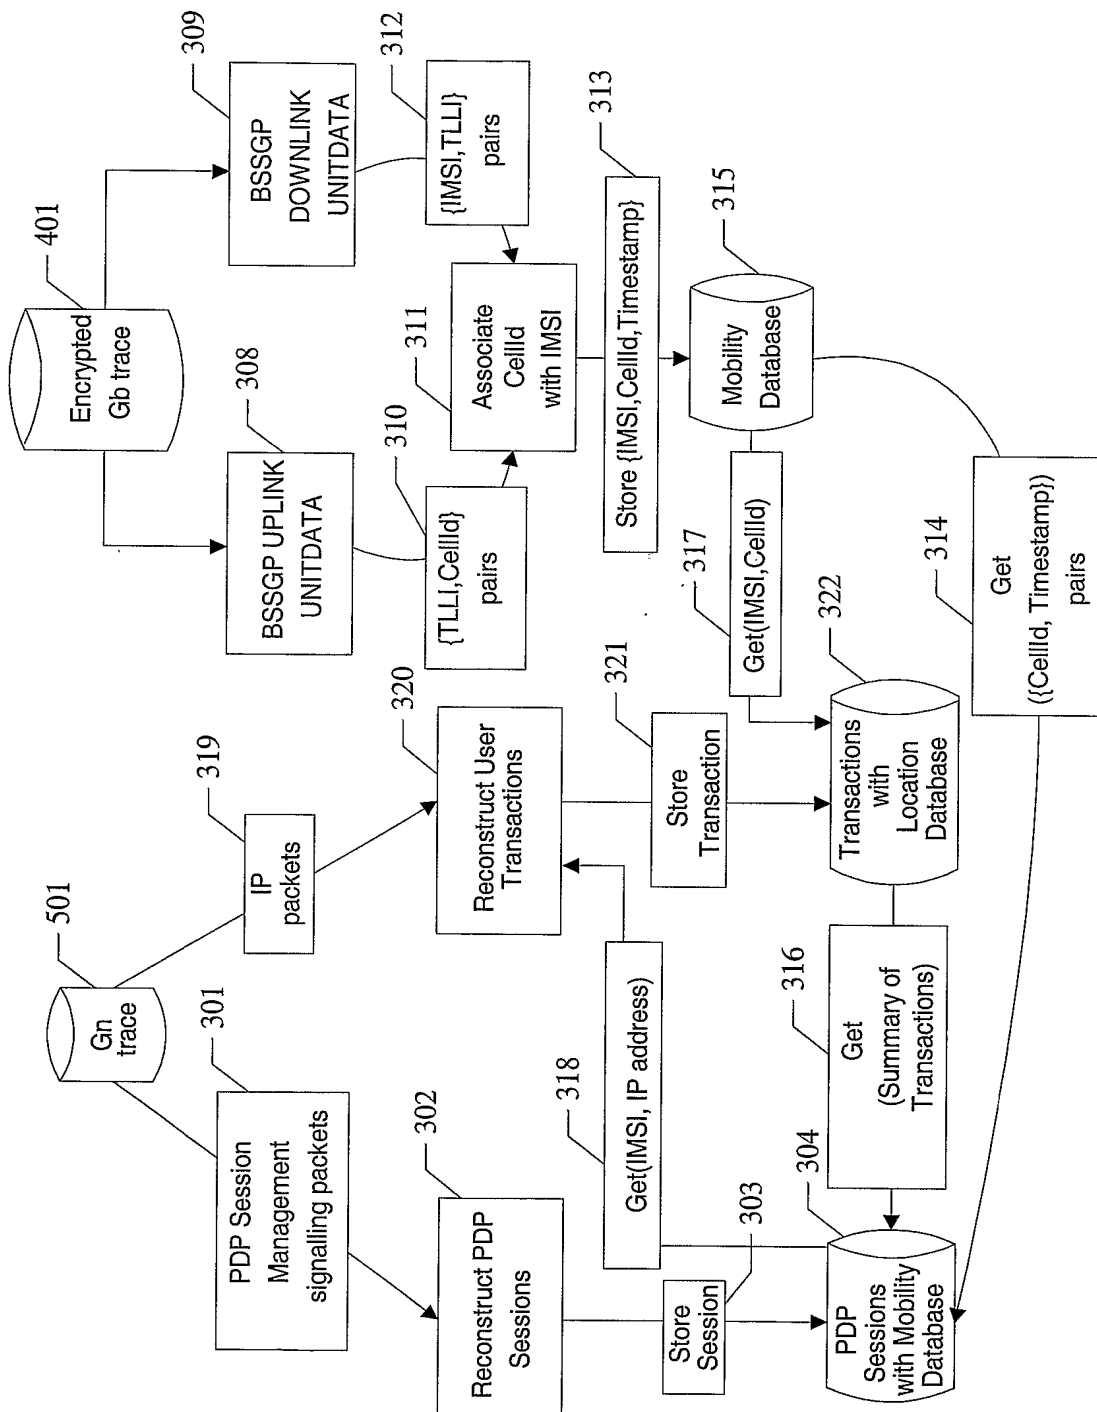 501
Gn
trace
401
Encrypted
Gb trace
301
PDP Session
Management
signalling packets
319
IP
packets
308
BSSGP UPLINK
UNITDATA
309
BSSGP
DOWNLINK
UNITDATA
302
Reconstruct PDP
Sessions
320
Reconstruct User
Transactions
310
{TLLI,CellId}
pairs
311
Associate
CellId
with IMSI
312
{IMSI,TLLI}
pairs
318
Get(IMSI, IP address)
303
Store
Session
321
Store
Transaction
313
Store {IMSI,CellId,Timestamp}
317
Get(IMSI,CellId)
315
Mobility
Database
304
PDP
Sessions
with Mobility
Database
316
Get
(Summary of
Transactions)
322
Transactions
with
Location
Database
314
Get
({CellId, Timestamp})
pairs